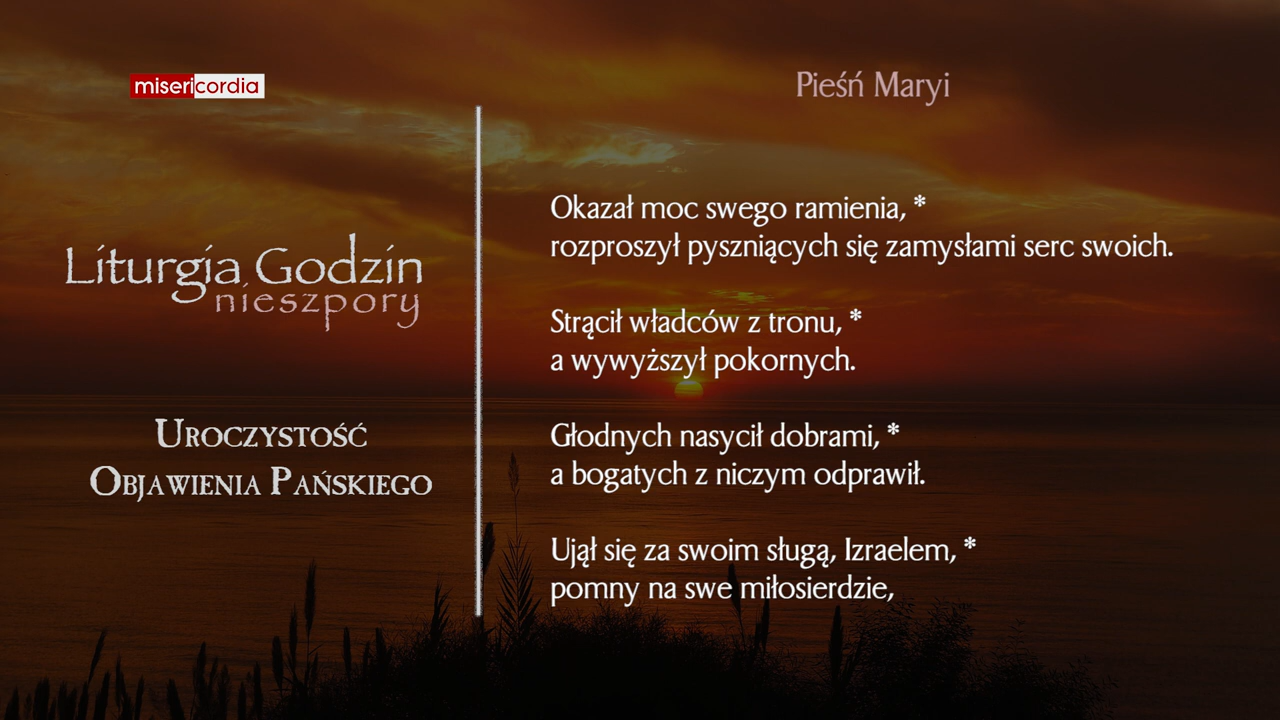 misericordia
Pieśń Maryi
Liturgia Godzin
nieszpory
Uroczystość
Objawienia Pańskiego
Okazał moc swego ramienia, *
rozproszył pyszniących się zamysłami serc swoich.
Strącił władców z tronu, *
a wywyższył pokornych.
Głodnych nasycił dobrami, *
a bogatych z niczym odprawił.
Ujął się za swoim sługą, Izraelem, *
pomny na swe miłosierdzie,